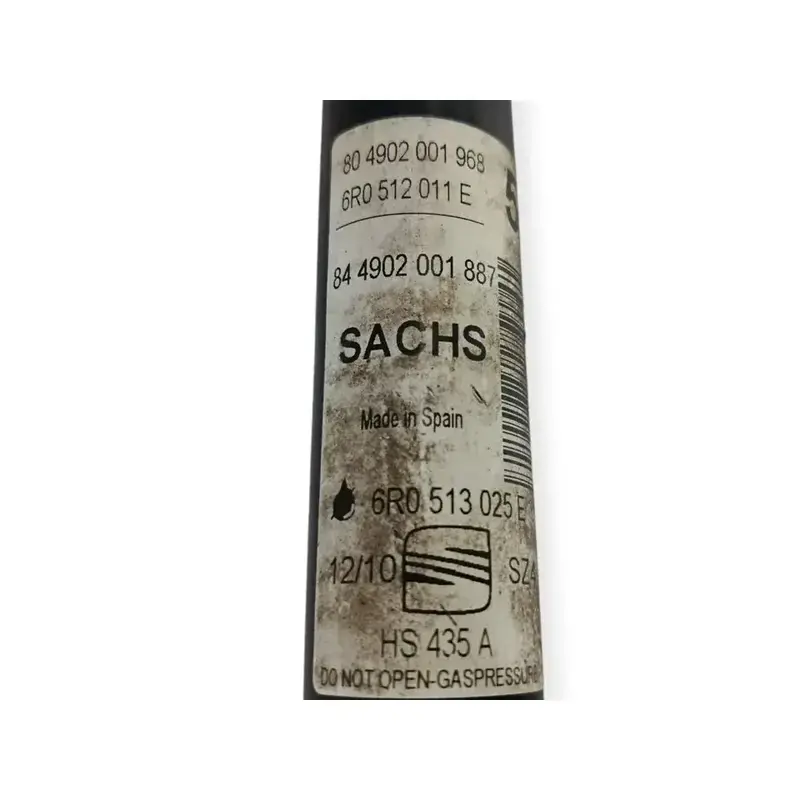 80 4902 001 968
6R0 512 011 E
5
84 4902 001 887
SACHS
Made in Spain
6R0 513 025 E
12/10
HS 435 A
DO NOT OPEN-GASPRESSURE